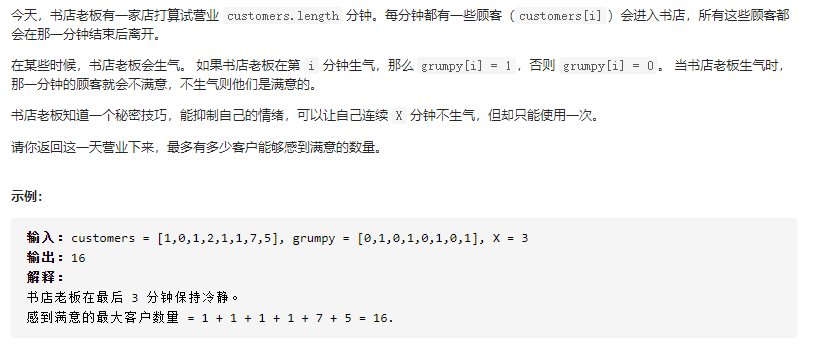 今天，书店老板有一家店打算试营业 customers.length 分钟。每分钟都有一些顾客（customers[i]）会进入书店，所有这些顾客都
会在那一分钟结束后离开。
在某些时候，书店老板会生气。 如果书店老板在第 i 分钟生气，那么 grumpy[i] = 1，否则 grumpy[i] = 0。 当书店老板生气时，
那一分钟的顾客就会不满意，不生气则他们是满意的。
书店老板知道一个秘密技巧，能抑制自己的情绪，可以让自己连续 X 分钟不生气，但却只能使用一次。
请你返回这一天营业下来，最多有多少客户能够感到满意的数量。
示例：
输入：customers = [1,0,1,2,1,1,7,5], grumpy = [0,1,0,1,0,1,0,1], X = 3
输出：16
解释：
书店老板在最后 3 分钟保持冷静。
感到满意的最大客户数量 = 1 + 1 + 1 + 1 + 7 + 5 = 16.